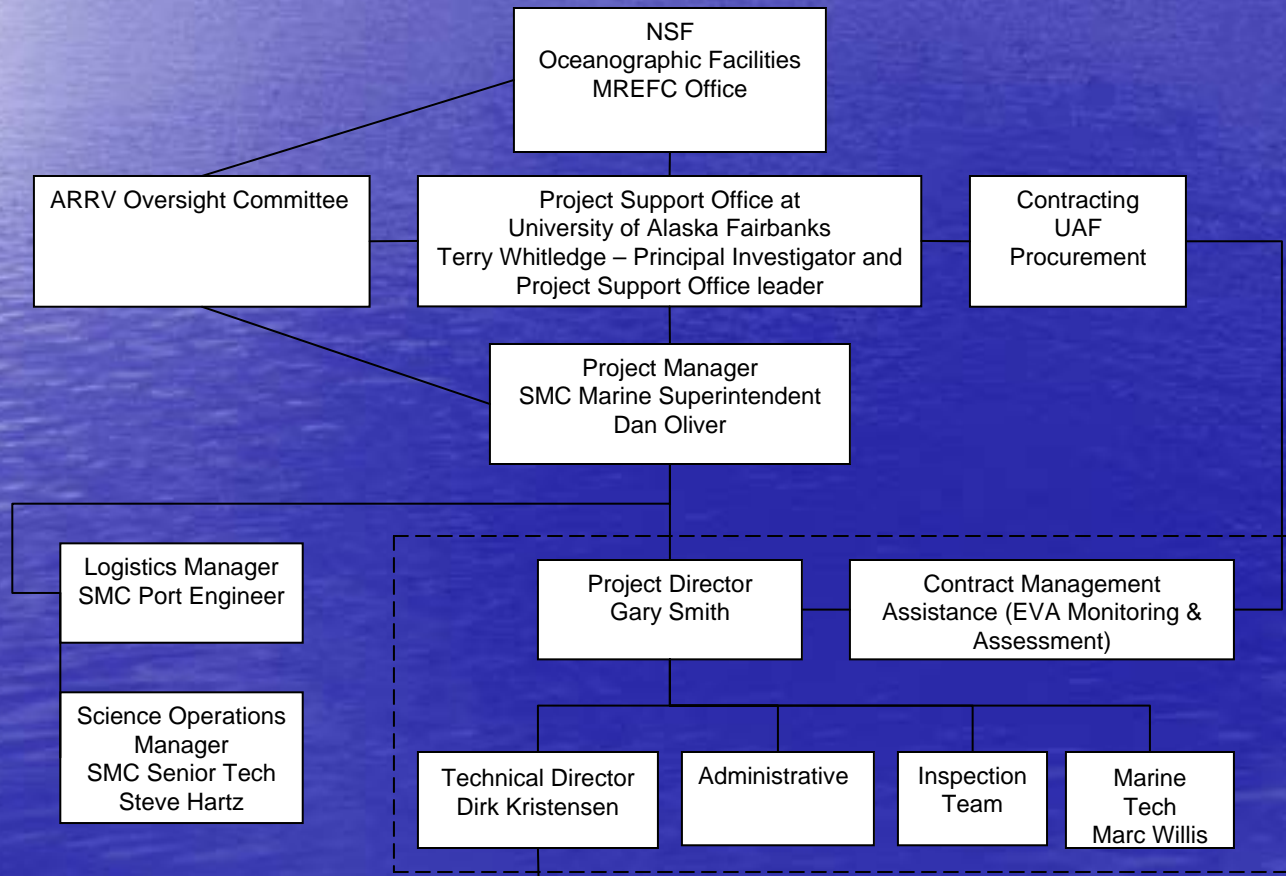 NSF
Oceanographic Facilities
MREFC Office
ARRV Oversight Committee
Project Support Office at
University of Alaska Fairbanks
Terry Whitledge – Principal Investigator and
Project Support Office leader
Contracting
UAF
Procurement
Project Manager
SMC Marine Superintendent
Dan Oliver
Logistics Manager
SMC Port Engineer
Project Director
Gary Smith
Contract Management
Assistance (EVA Monitoring &
Assessment)
Science Operations
Manager
SMC Senior Tech
Steve Hartz
Technical Director
Dirk Kristensen
Administrative
Inspection
Team
Marine
Tech
Marc Willis